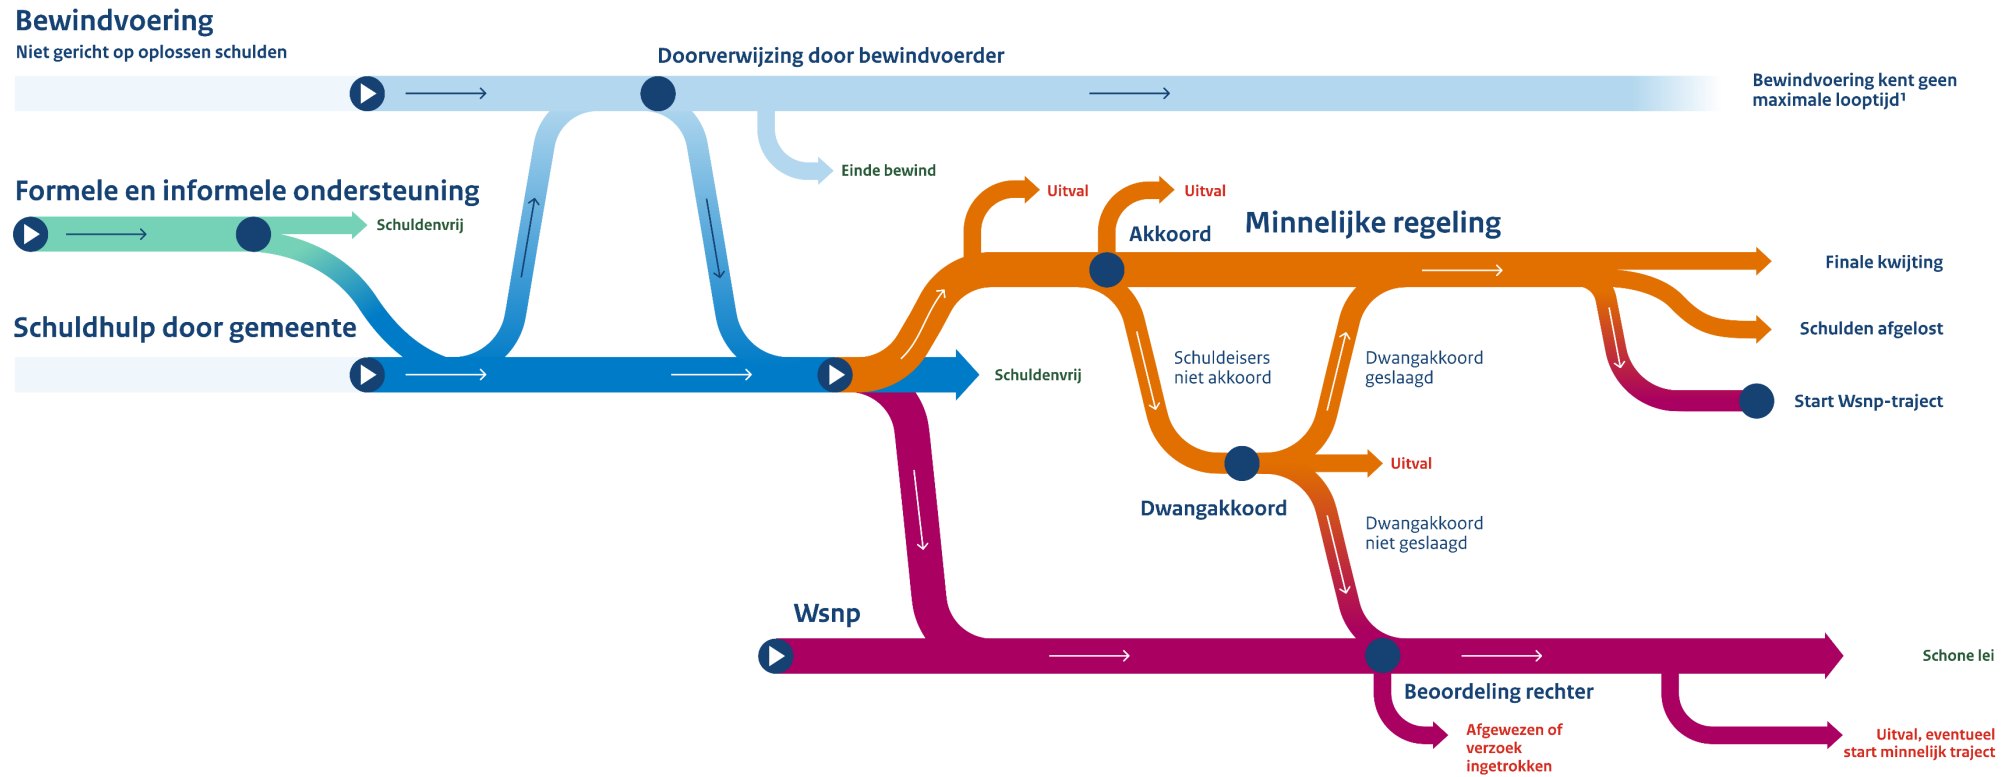 Bewindvoering
Niet gericht op oplossen schulden
Doorverwijzing door bewindvoerder
Bewindvoering kent geen
maximale looptijd¹
Einde bewind
Formele en informele ondersteuning
Schuldenvrij
Uitval
Uitval
Akkoord
Minnelijke regeling
Finale kwijting
Schulden afgelost
Start Wsnp-traject
Schuldhulp door gemeente
Schuldenvrij
Schuldeisers
niet akkoord
Dwangakkoord
geslaagd
Uitval
Dwangakkoord
Dwangakkoord
niet geslaagd
Wsnp
Schone lei
Beoordeling rechter
Afgewezen of
verzoek
ingetrokken
Uitval, eventueel
start minnelijk traject